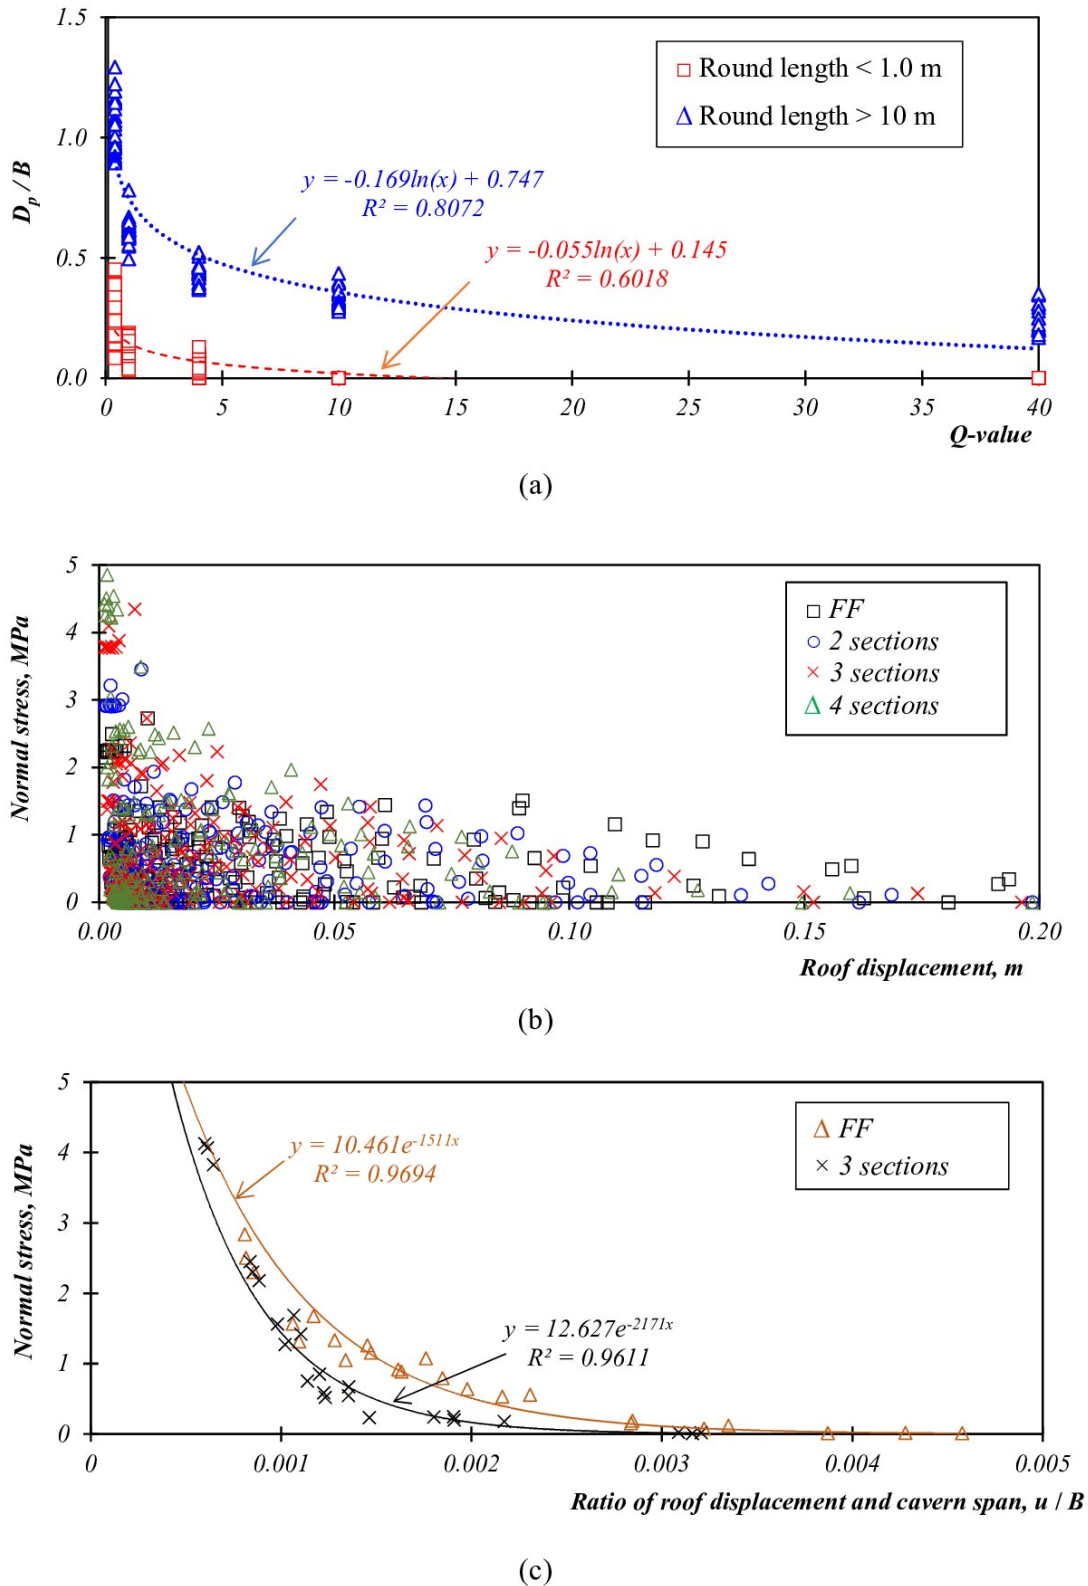 1.5
1.0
0.5
0.0
D_p / B
Round length < 1.0 m
Round length > 10 m
y = -0.169ln(x) + 0.747
R² = 0.8072
y = -0.055ln(x) + 0.145
R² = 0.6018
0 5 10 15 20 25 30 35 40
Q-value
(a)
5
4
3
2
1
0
Normal stress, MPa
FF
2 sections
3 sections
4 sections
0.00 0.05 0.10 0.15 0.20
Roof displacement, m
(b)
5
4
3
2
1
0
Normal stress, MPa
FF
3 sections
y = 10.461e^-1511x
R² = 0.9694
y = 12.627e^-2171x
R² = 0.9611
0 0.001 0.002 0.003 0.004 0.005
Ratio of roof displacement and cavern span, u / B
(c)